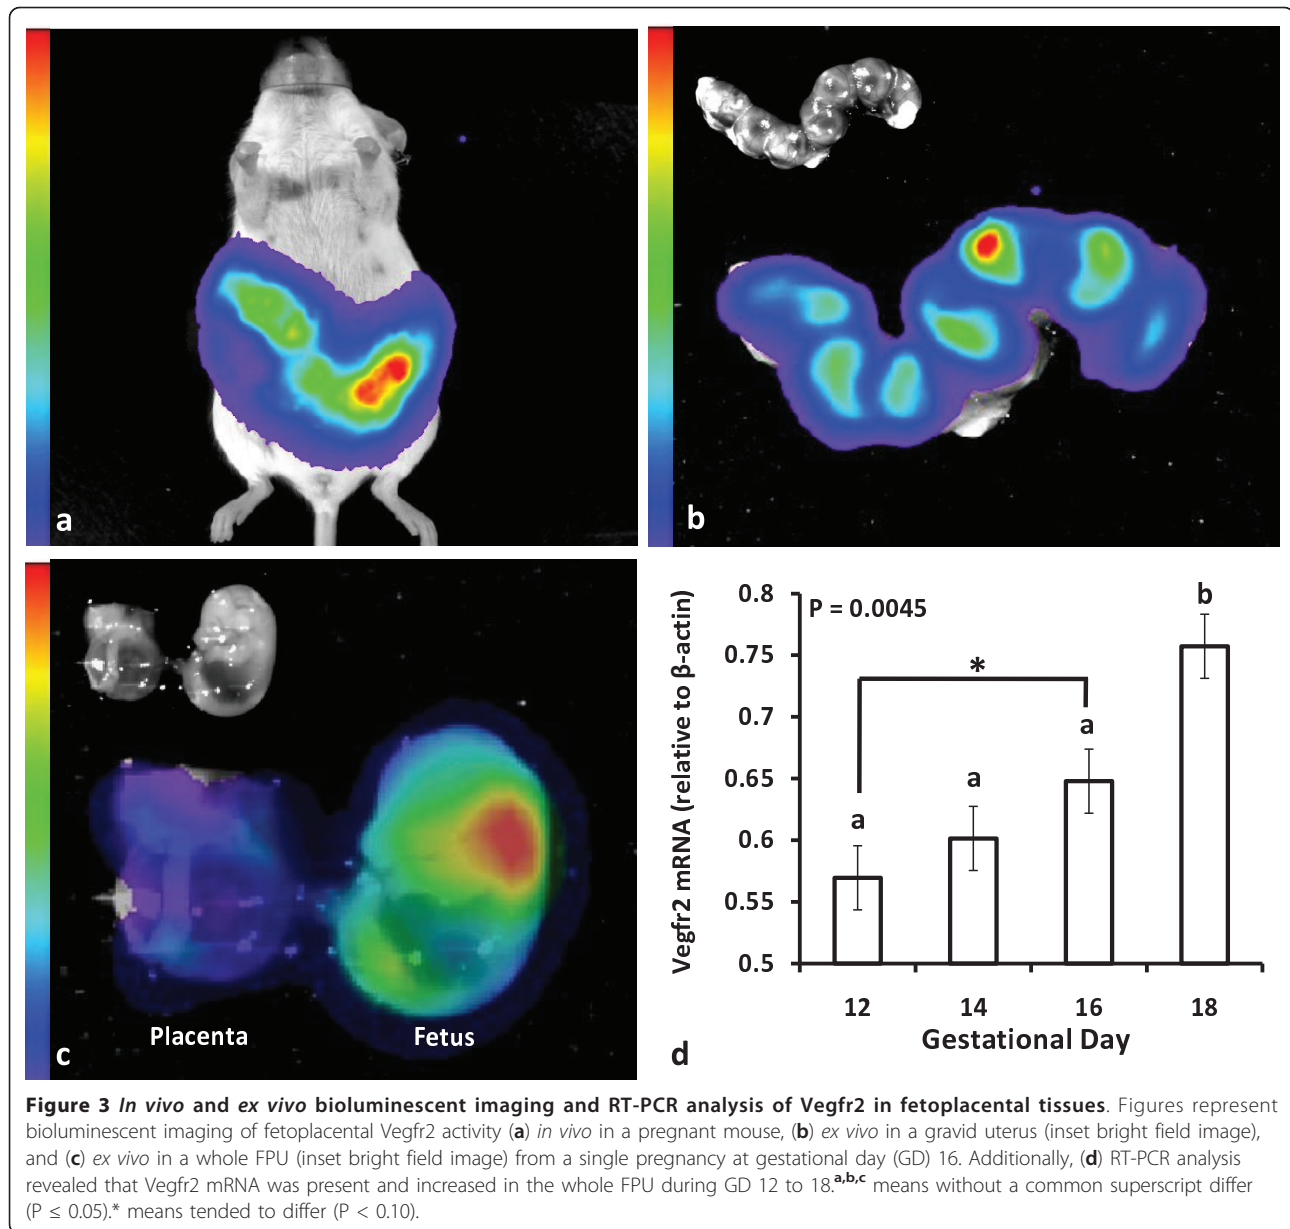 a
b
Placenta
Fetus
c
Vegfr2 mRNA (relative to β-actin)
0.8
0.75
0.7
0.65
0.6
0.55
0.5
P = 0.0045
a
a
*
a
b
12 14 16 18
Gestational Day
d
Figure 3 In vivo and ex vivo bioluminescent imaging and RT-PCR analysis of Vegfr2 in fetoplacental tissues. Figures represent
bioluminescent imaging of fetoplacental Vegfr2 activity (a) in vivo in a pregnant mouse, (b) ex vivo in a gravid uterus (inset bright field image),
and (c) ex vivo in a whole FPU (inset bright field image) from a single pregnancy at gestational day (GD) 16. Additionally, (d) RT-PCR analysis
revealed that Vegfr2 mRNA was present and increased in the whole FPU during GD 12 to 18.a,b,c means without a common superscript differ
(P ≤ 0.05).* means tended to differ (P < 0.10).